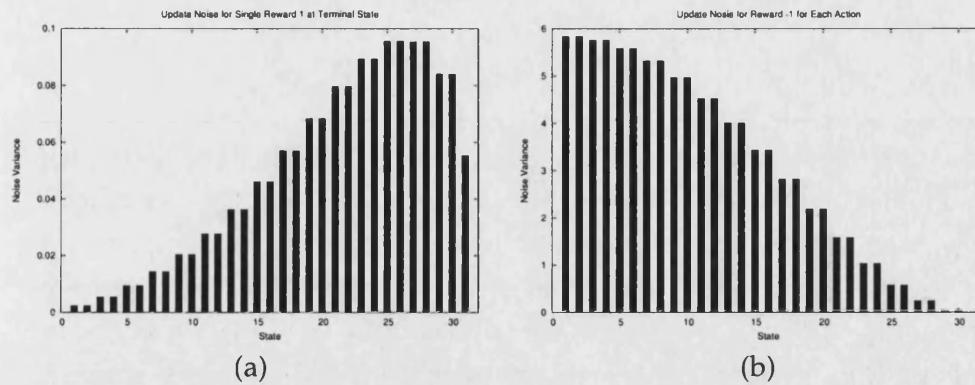 Update Noise for Single Reward 1 at Terminal State
0.1
0.08
0.06
0.04
0.02
0
Noise Variance
0 5 10 15 20 25 30
State
(a)
Update Nosie for Reward -1 for Each Action
6
5
4
3
2
1
0
Noise Variance
0 5 10 15 20 25 30
State
(b)